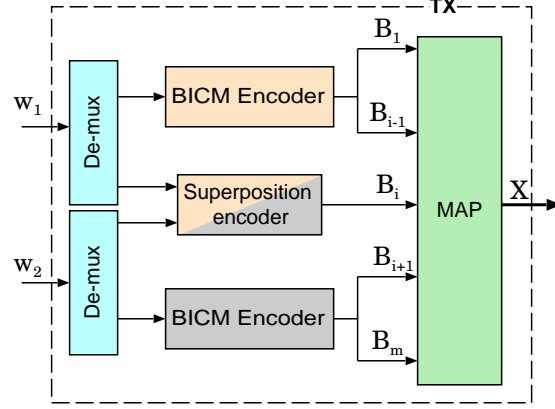 TX
B1
w1
De-mux
BICM Encoder
Bi-1
Superposition
encoder
Bi
MAP
X
w2
De-mux
BICM Encoder
Bi+1
Bm